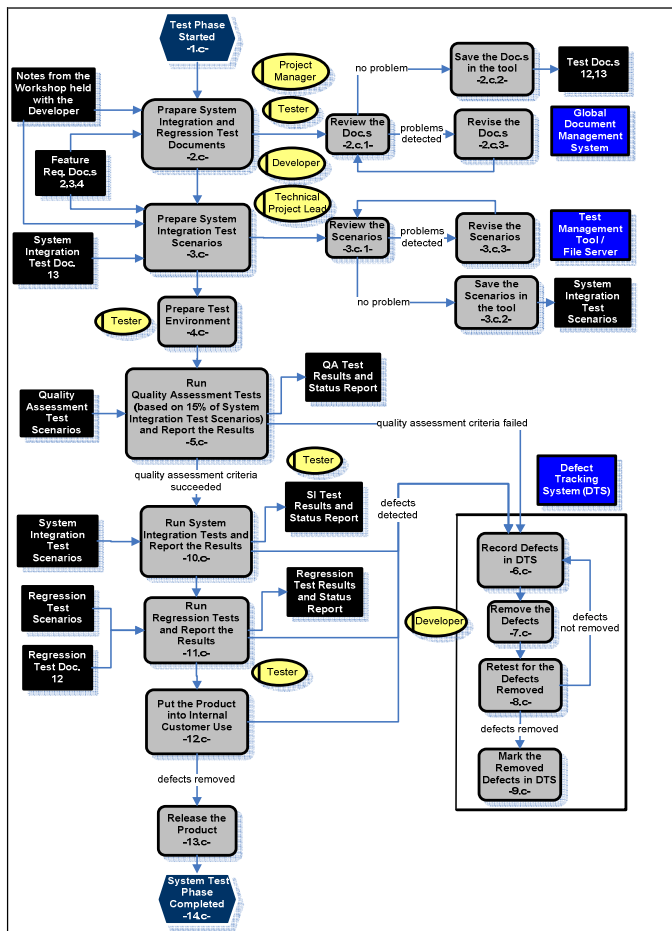 Test Phase
Started
-1.c-
Project
Manager
Save the Doc.s
in the tool
-2.c.2-
Test Doc.s
12,13
no problem
Notes from the
Workshop held
with the
Developer
Tester
Prapare System
Integration and
Regression Test
Documents
-2.c-
Review the
Doc.s
-2.c.1-
problems
detected
Revise the
Doc.s
-2.c.3-
Global
Document
Management
System
Feature
Req. Doc.s
2,3,4
Developer
Technical
Project Lead
Prepare System
Integration Test
Scenarios
-3.c-
Review the
Scenarios
-3.c.1-
problems
detected
Revise the
Scenarios
-3.c.3-
Test
Management
Tool /
File Server
System
Integration
Test Doc.
13
no problem
Save the
Scenarios in
the tool
-3.c.2-
System
Integration
Test
Scenarios
Tester
Prepare Test
Environment
-4.c-
Run
Quality Assessment Tests
(based on 15% of System
Integration Test Scenarios)
and Report the Results
-5.c-
QA Test
Results and
Status Report
Quality
Assessment
Test
Scenarios
quality assessment criteria failed
quality assessment criteria
succeeded
Tester
Defect
Tracking
System (DTS)
SI Test
Results and
Status Report
defects
detected
System
Integration
Test
Scenarios
Run System
Integration Tests and
Report the Results
-10.c-
Record Defects
in DTS
-6.c-
Regression
Test Results
and Status
Report
Regression
Test
Scenarios
Run
Regression Tests
and Report the
Results
-11.c-
Developer
Remove the
Defects
-7.c-
defects
not removed
Regression
Test Doc.
12
Tester
Retest for the
Defects
Removed
-8.c-
Put the Product
into Internal
Customer Use
-12.c-
defects removed
Mark the
Removed
Defects in DTS
-9.c-
defects removed
Release the
Product
-13.c-
System Test
Phase
Completed
-14.c-